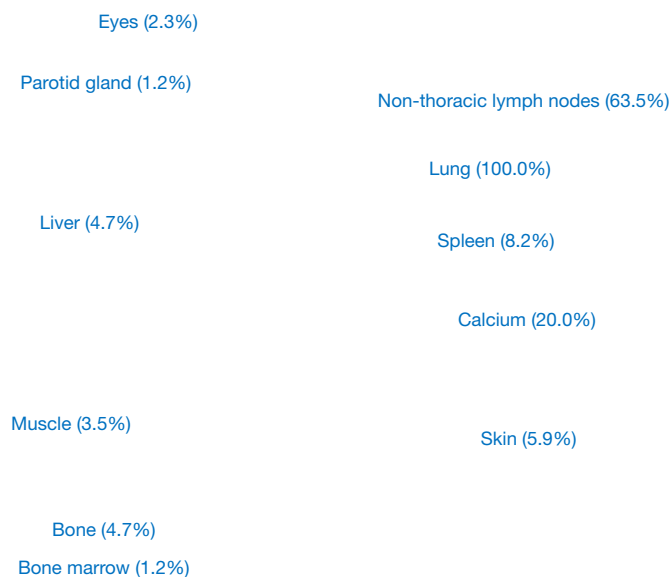 Eyes (2.3%)
Parotid gland (1.2%)
Non-thoracic lymph nodes (63.5%)
Lung (100.0%)
Liver (4.7%)
Spleen (8.2%)
Calcium (20.0%)
Muscle (3.5%)
Skin (5.9%)
Bone (4.7%)
Bone marrow (1.2%)